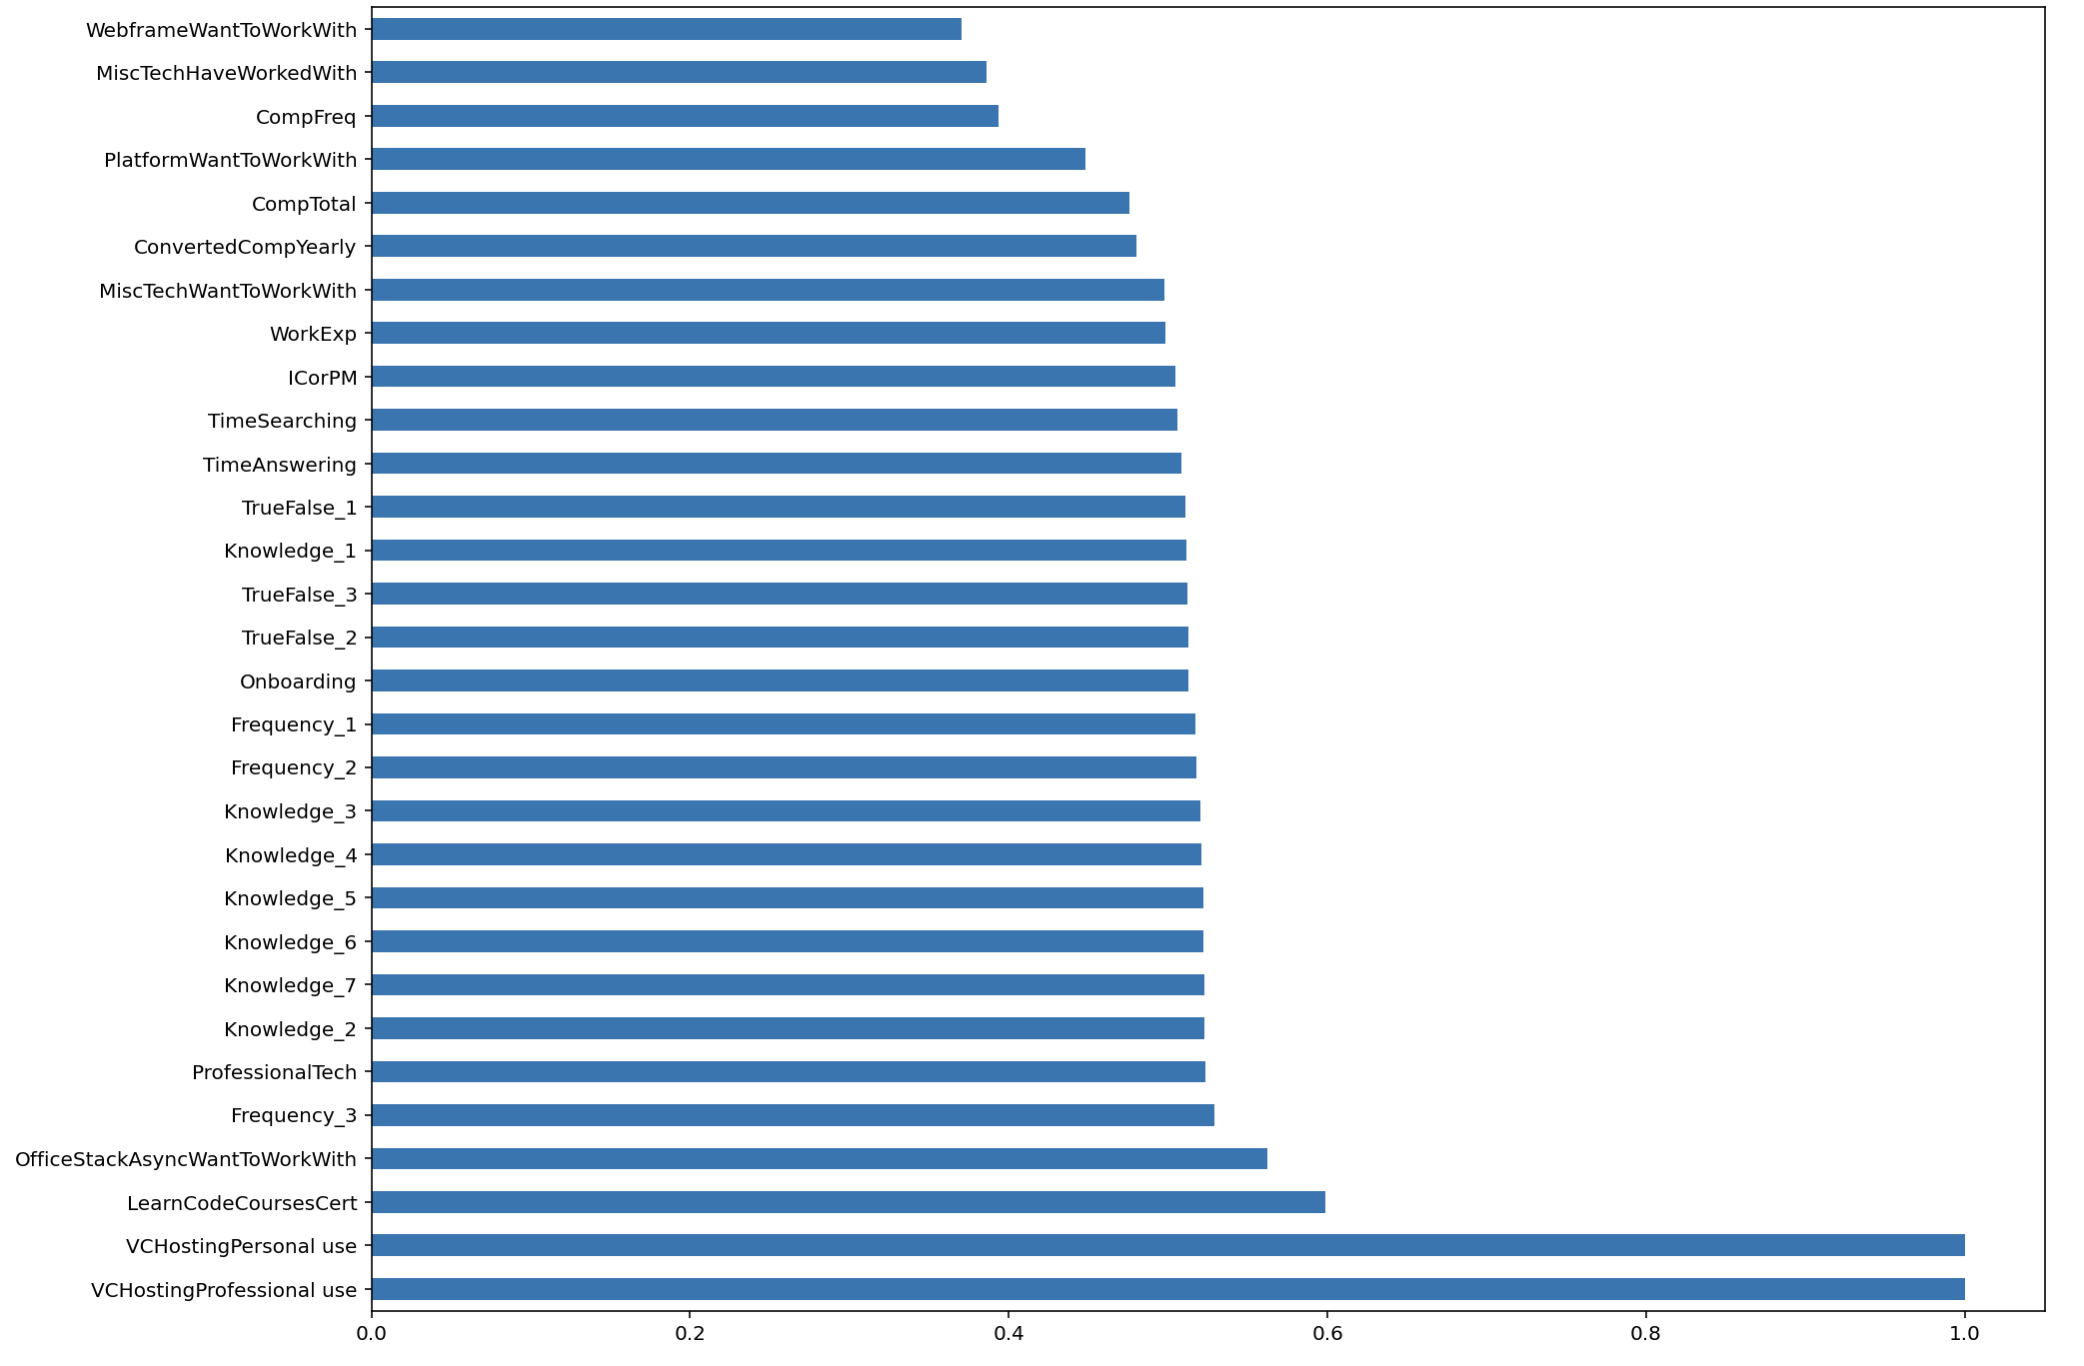 WebframeWantToWorkWith
MiscTechHaveWorkedWith
CompFreq
PlatformWantToWorkWith
CompTotal
ConvertedCompYearly
MiscTechWantToWorkWith
WorkExp
ICorPM
TimeSearching
TimeAnswering
TrueFalse_1
Knowledge_1
TrueFalse_3
TrueFalse_2
Onboarding
Frequency_1
Frequency_2
Knowledge_3
Knowledge_4
Knowledge_5
Knowledge_6
Knowledge_7
Knowledge_2
ProfessionalTech
Frequency_3
OfficeStackAsyncWantToWorkWith
LearnCodeCoursesCert
VCHostingPersonal use
VCHostingProfessional use
0.0 0.2 0.4 0.6 0.8 1.0